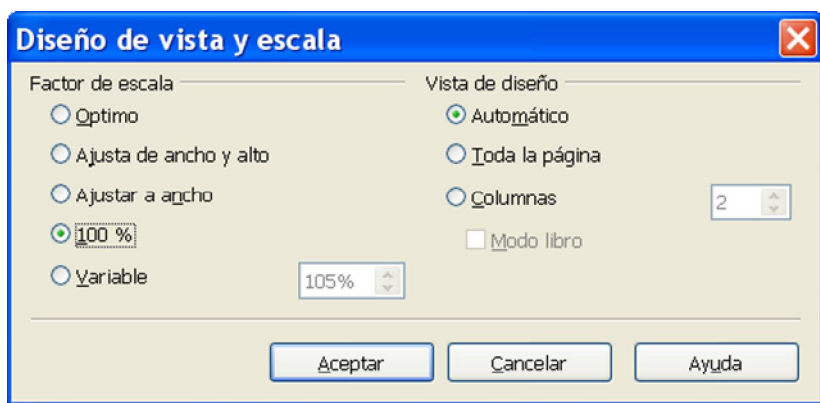 Diseño de vista y escala
Factor de escala
Optimo
Ajusta de ancho y alto
Ajustar a ancho
100 %
Variable
105%
Vista de diseño
Automático
Toda la página
Columnas
2
Modo libro
Aceptar
Cancelar
Ayuda